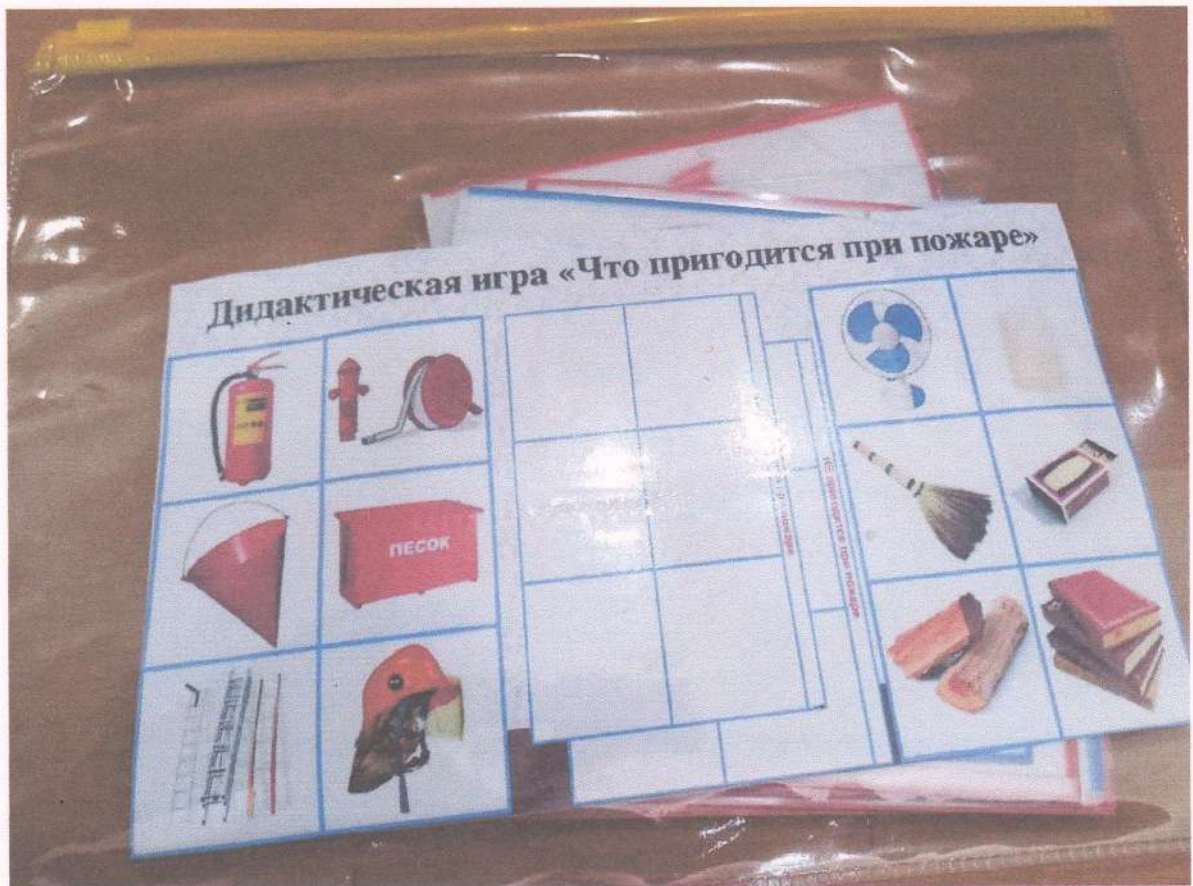 Дидактическая игра «Что пригодится при пожаре»
ПЕСОК
НЕ пригодится при пожаре